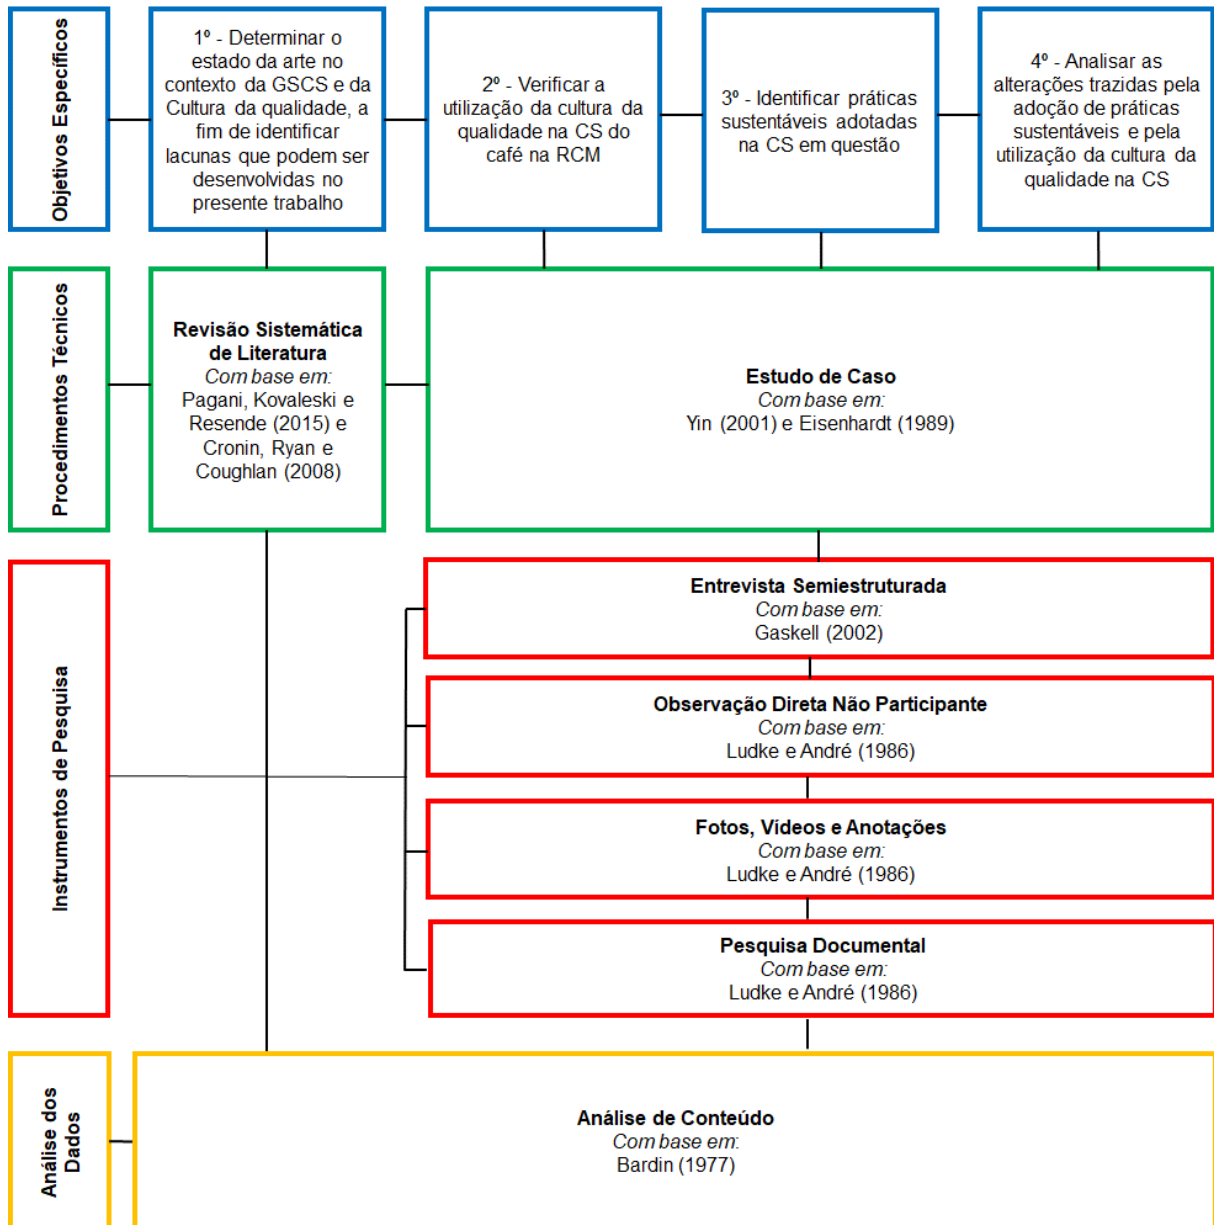 Objetivos Específicos
1º - Determinar o
estado da arte no
contexto da GSCS e da
Cultura da qualidade, a
fim de identificar
lacunas que podem ser
desenvolvidas no
presente trabalho
2º - Verificar a
utilização da cultura da
qualidade na CS do
café na RCM
3º - Identificar práticas
sustentáveis adotadas
na CS em questão
4º - Analisar as
alterações trazidas pela
adoção de práticas
sustentáveis e pela
utilização da cultura da
qualidade na CS
Procedimentos Técnicos
Revisão Sistemática
de Literatura
Com base em:
Pagani, Kovaleski e
Resende (2015) e
Cronin, Ryan e
Coughlan (2008)
Estudo de Caso
Com base em:
Yin (2001) e Eisenhardt (1989)
Instrumentos de Pesquisa
Entrevista Semiestruturada
Com base em:
Gaskell (2002)
Observação Direta Não Participante
Com base em:
Ludke e André (1986)
Fotos, Vídeos e Anotações
Com base em:
Ludke e André (1986)
Pesquisa Documental
Com base em:
Ludke e André (1986)
Análise dos
Dados
Análise de Conteúdo
Com base em:
Bardin (1977)